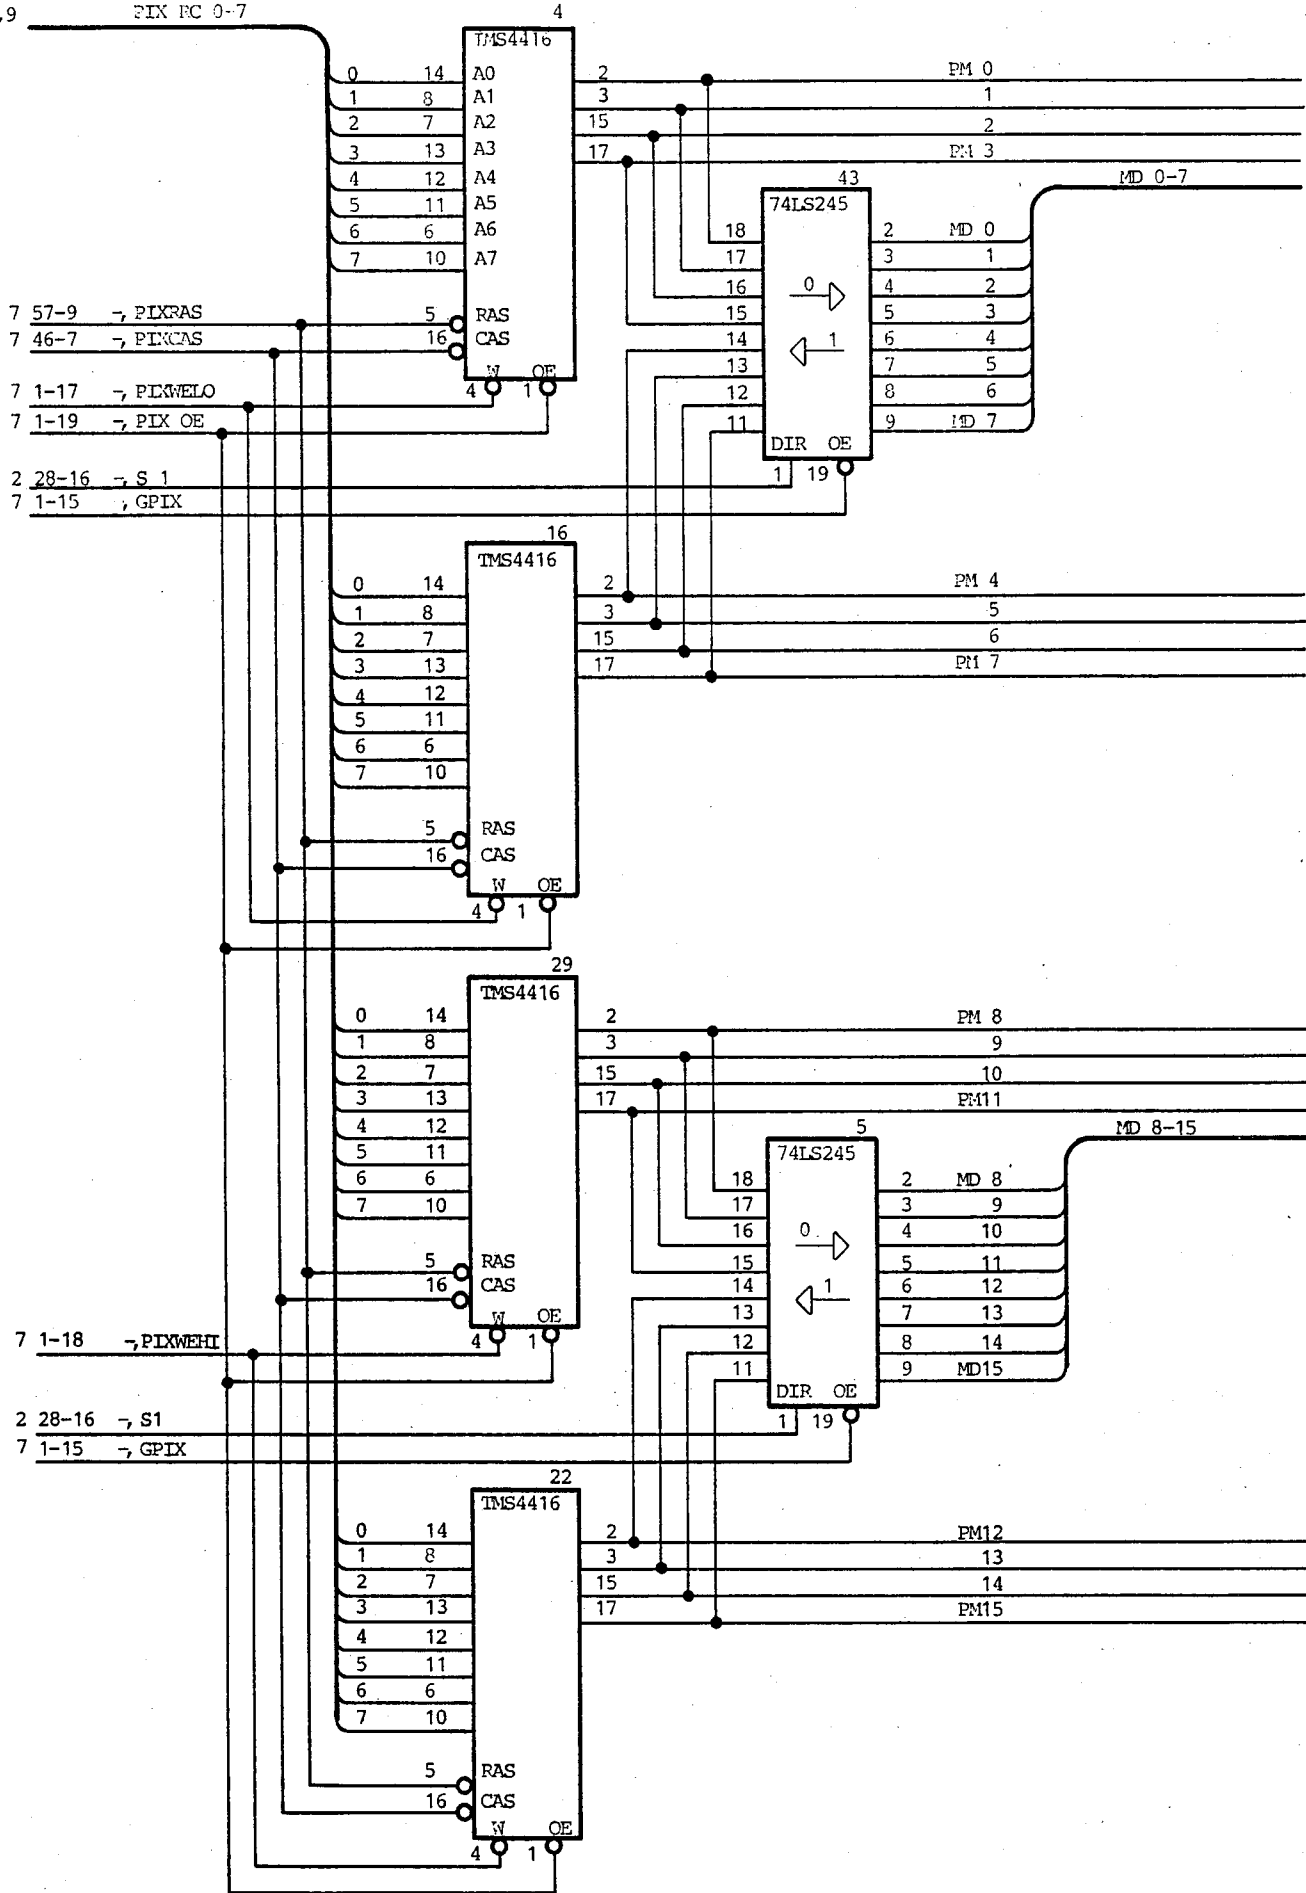 ,9 PIX RC 0-7 4
TMS4416
0 14 A0 2 PM 0
1 8 A1 3 1
2 7 A2 15 2
3 13 A3 17 PM 3
4 12 A4 43 MD 0-7
5 11 A5 74LS245
6 6 A6 18 2 MD 0
7 10 A7 17 3 1
16 0 4 2
7 57-9 ¬, PIXRAS 5 RAS 15 5 3
7 46-7 ¬, PIXCAS 16 CAS 14 1 6 4
W OE 13 7 5
7 1-17 ¬, PIXWELO 4 1 12 8 6
7 1-19 ¬, PIX OE 11 9 MD 7
DIR OE
2 28-16 ¬, S 1 1 19
7 1-15 , GPIX
16
TMS4416
0 14 2 PM 4
1 8 3 5
2 7 15 6
3 13 17 PM 7
4 12
5 11
6 6
7 10
5 RAS
16 CAS
W OE
4 1
29
TMS4416
0 14 2 PM 8
1 8 3 9
2 7 15 10
3 13 17 PM11
4 12 5 MD 8-15
5 11 74LS245
6 6 18 2 MD 8
7 10 17 3 9
16 0 4 10
5 RAS 15 5 11
16 CAS 14 1 6 12
W OE 13 7 13
7 1-18 ¬,PIXWEHI 4 1 12 8 14
11 9 MD15
DIR OE
2 28-16 ¬, S1 1 19
7 1-15 ¬, GPIX
22
TMS4416
0 14 2 PM12
1 8 3 13
2 7 15 14
3 13 17 PM15
4 12
5 11
6 6
7 10
5 RAS
16 CAS
W OE
4 1